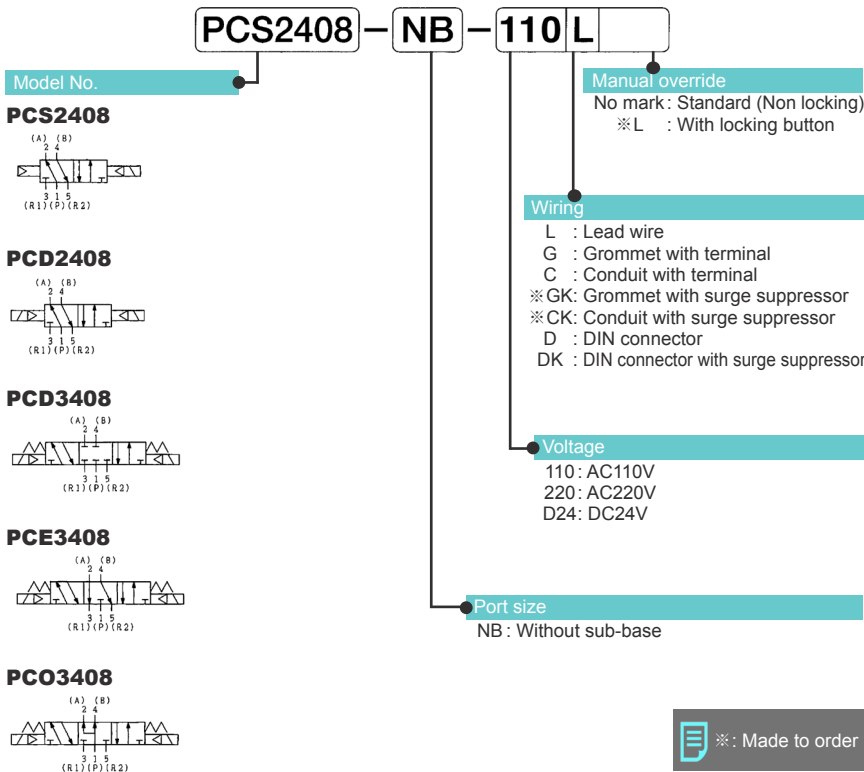 PCS2408 – NB – 110 L
Model No.
PCS2408
(A) (B)
2 4
3 1 5
(R1)(P)(R2)
PCD2408
(A) (B)
2 4
3 1 5
(R1)(P)(R2)
PCD3408
(A) (B)
2 4
3 1 5
(R1)(P)(R2)
PCE3408
(A) (B)
2 4
3 1 5
(R1)(P)(R2)
PCO3408
(A) (B)
2 4
3 1 5
(R1)(P)(R2)
Manual override
No mark : Standard (Non locking)
※L : With locking button
Wiring
L : Lead wire
G : Grommet with terminal
C : Conduit with terminal
※GK: Grommet with surge suppressor
※CK: Conduit with surge suppressor
D : DIN connector
DK : DIN connector with surge suppressor
Voltage
110 : AC110V
220 : AC220V
D24 : DC24V
Port size
NB : Without sub-base
※: Made to order